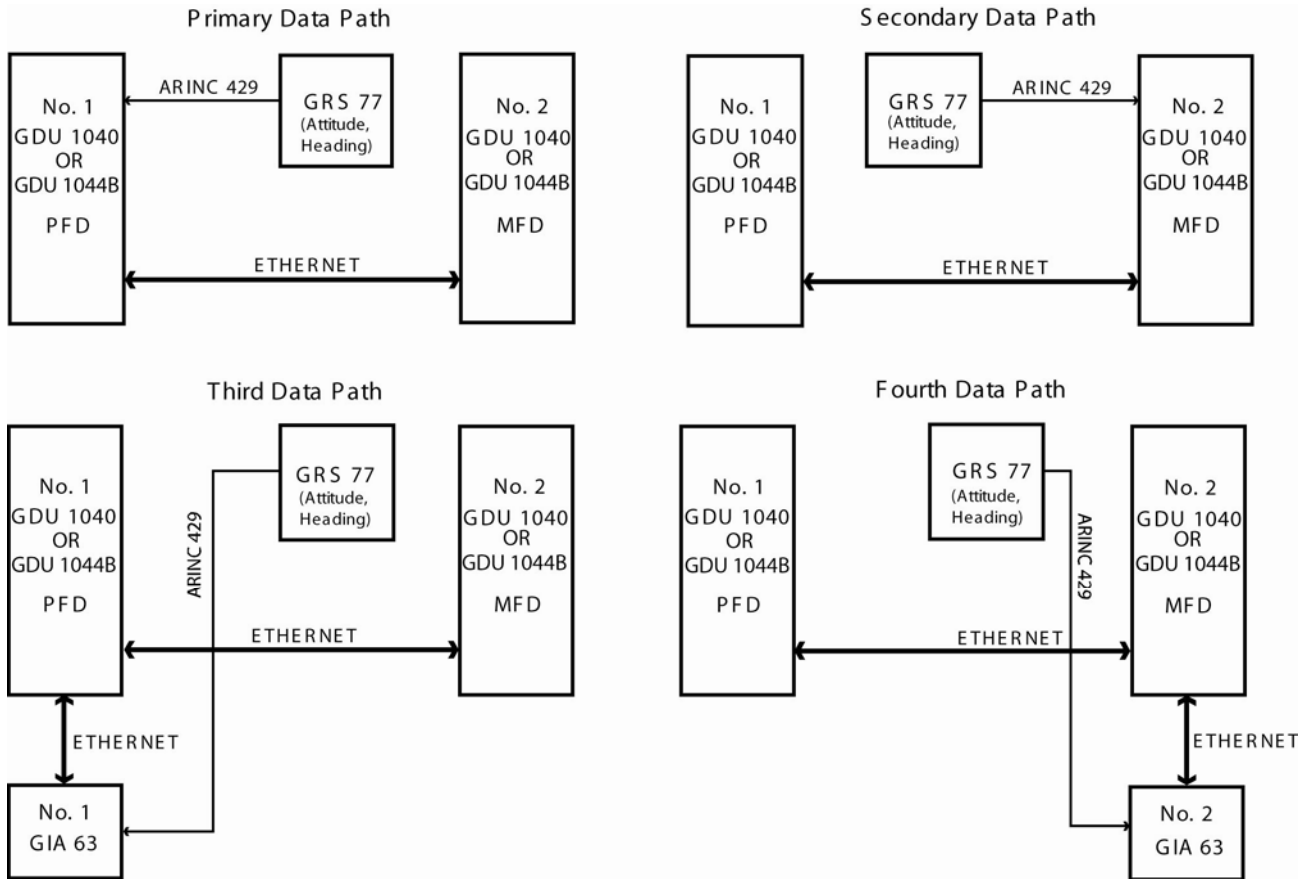 Primary Data Path
No. 1
GDU 1040
OR
GDU 1044B
PFD
ARINC 429
GRS 77
(Attitude,
Heading)
No. 2
GDU 1040
OR
GDU 1044B
MFD
ETHERNET
Secondary Data Path
No. 1
GDU 1040
OR
GDU 1044B
PFD
GRS 77
(Attitude,
Heading)
ARINC 429
No. 2
GDU 1040
OR
GDU 1044B
MFD
ETHERNET
Third Data Path
No. 1
GDU 1040
OR
GDU 1044B
PFD
ARINC 429
GRS 77
(Attitude,
Heading)
No. 2
GDU 1040
OR
GDU 1044B
MFD
ETHERNET
ETHERNET
No. 1
GIA 63
Fourth Data Path
No. 1
GDU 1040
OR
GDU 1044B
PFD
GRS 77
(Attitude,
Heading)
ARINC 429
No. 2
GDU 1040
OR
GDU 1044B
MFD
ETHERNET
ETHERNET
No. 2
GIA 63